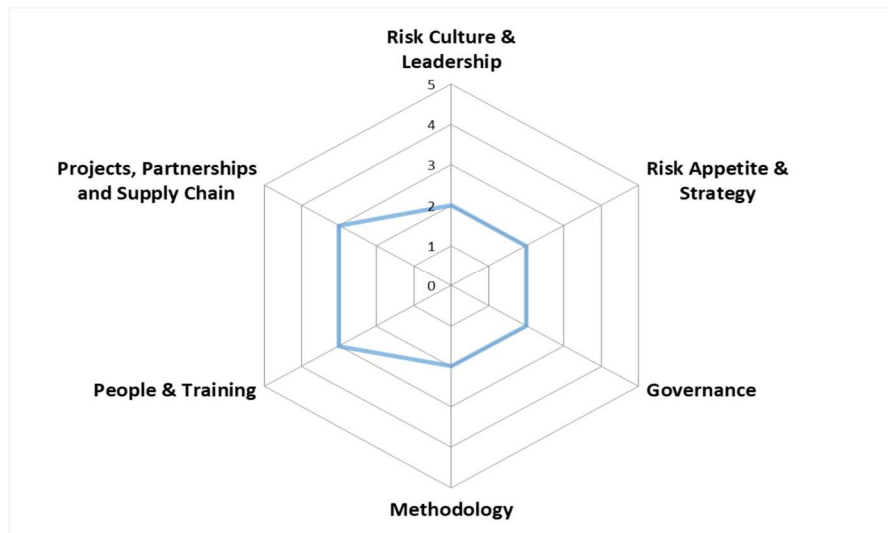 Risk Culture &
Leadership
5
4
3
2
1
0
Projects, Partnerships
and Supply Chain
Risk Appetite &
Strategy
People & Training
Governance
Methodology